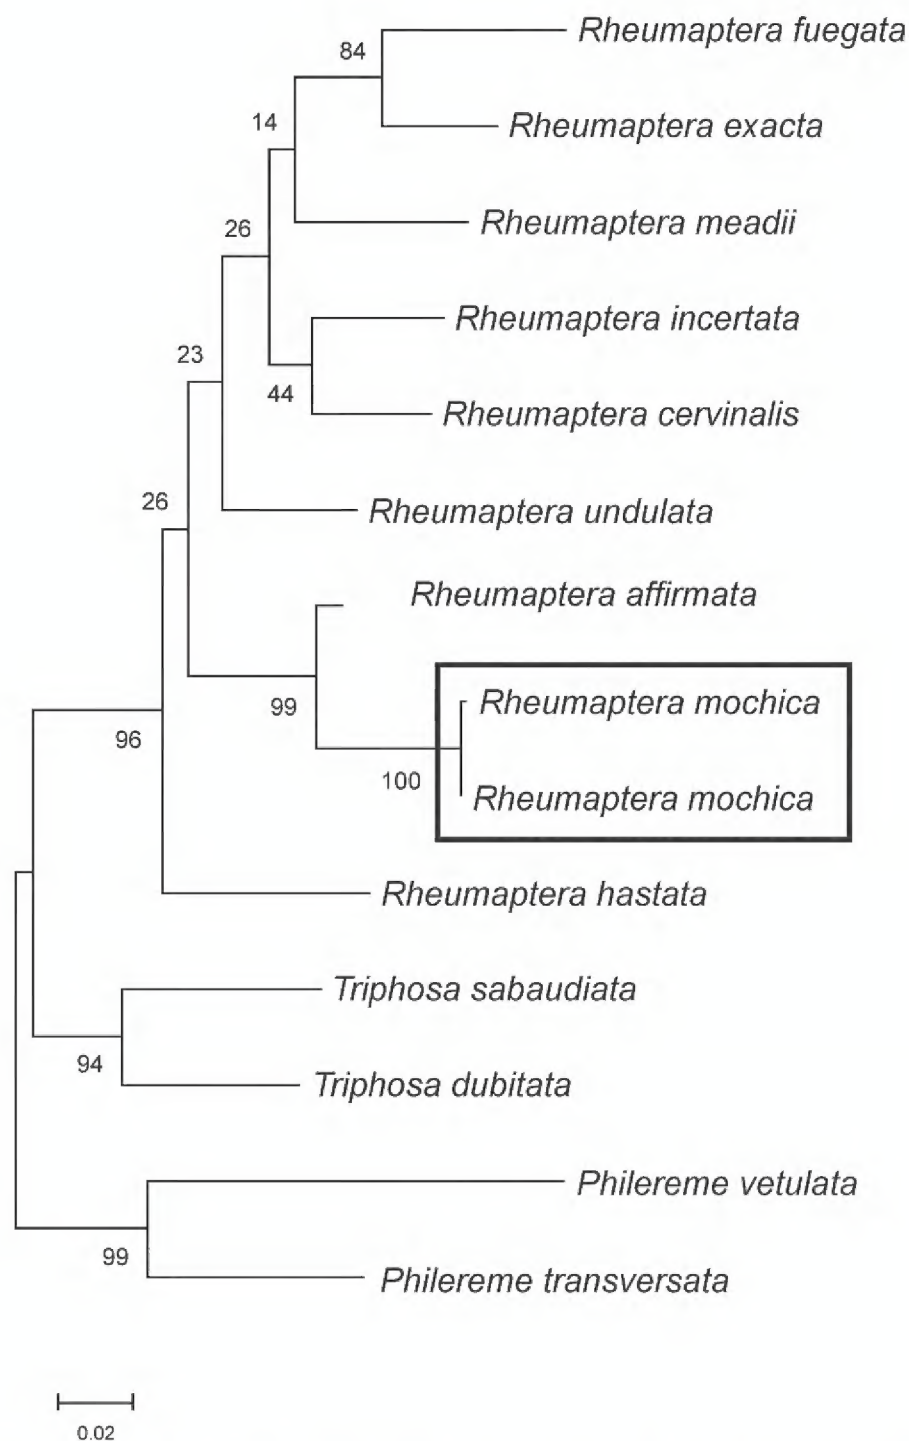 Rheumaptera fuegata
84
Rheumaptera exacta
14
Rheumaptera meadii
26
Rheumaptera incertata
23
44
Rheumaptera cervinalis
26
Rheumaptera undulata
Rheumaptera affirmata
99
Rheumaptera mochica
96
100
Rheumaptera mochica
Rheumaptera hastata
Triphosa sabaudiata
94
Triphosa dubitata
Philereme vetulata
99
Philereme transversata
0.02